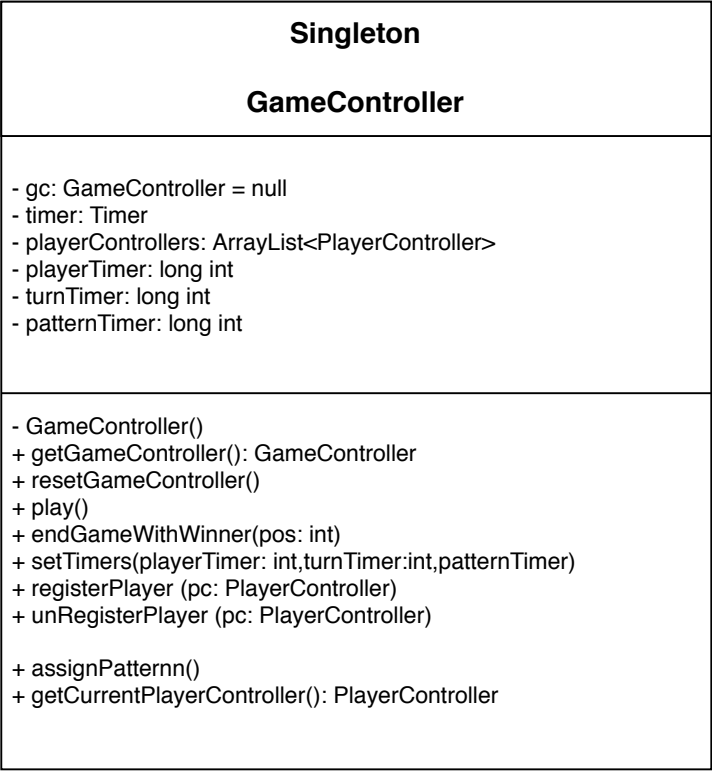 Singleton
GameController
- gc: GameController = null
- timer: Timer
- playerControllers: ArrayList<PlayerController>
- playerTimer: long int
- turnTimer: long int
- patternTimer: long int
- GameController()
+ getGameController(): GameController
+ resetGameController()
+ play()
+ endGameWithWinner(pos: int)
+ setTimers(playerTimer: int,turnTimer:int,patternTimer)
+ registerPlayer (pc: PlayerController)
+ unRegisterPlayer (pc: PlayerController)
+ assignPatternn()
+ getCurrentPlayerController(): PlayerController